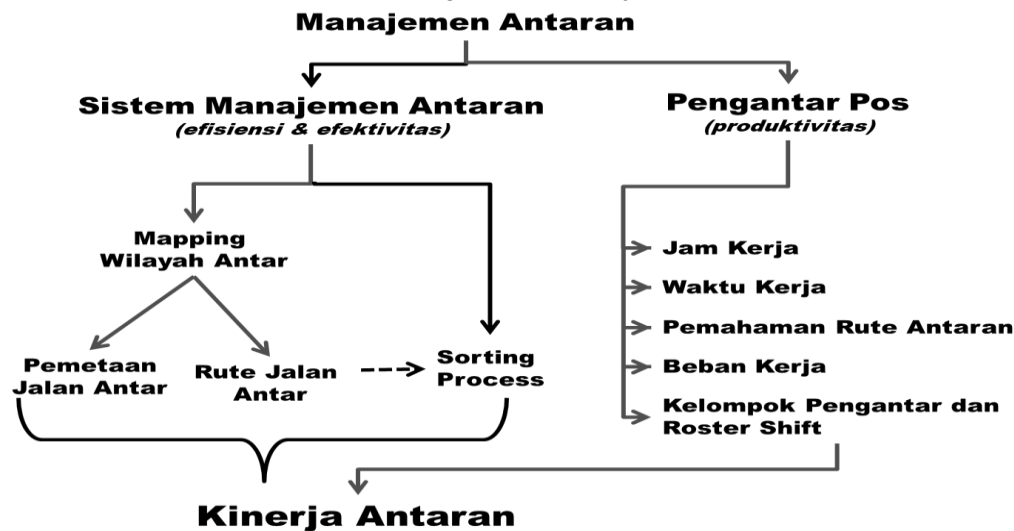 Manajemen Antaran
Sistem Manajemen Antaran
(efisiensi & efektivitas)
Pengantar Pos
(produktivitas)
Mapping
Wilayah Antar
Pemetaan
Jalan Antar
Rute Jalan
Antar
Sorting
Process
Jam Kerja
Waktu Kerja
Pemahaman Rute Antaran
Beban Kerja
Kelompok Pengantar dan
Roster Shift
Kinerja Antaran